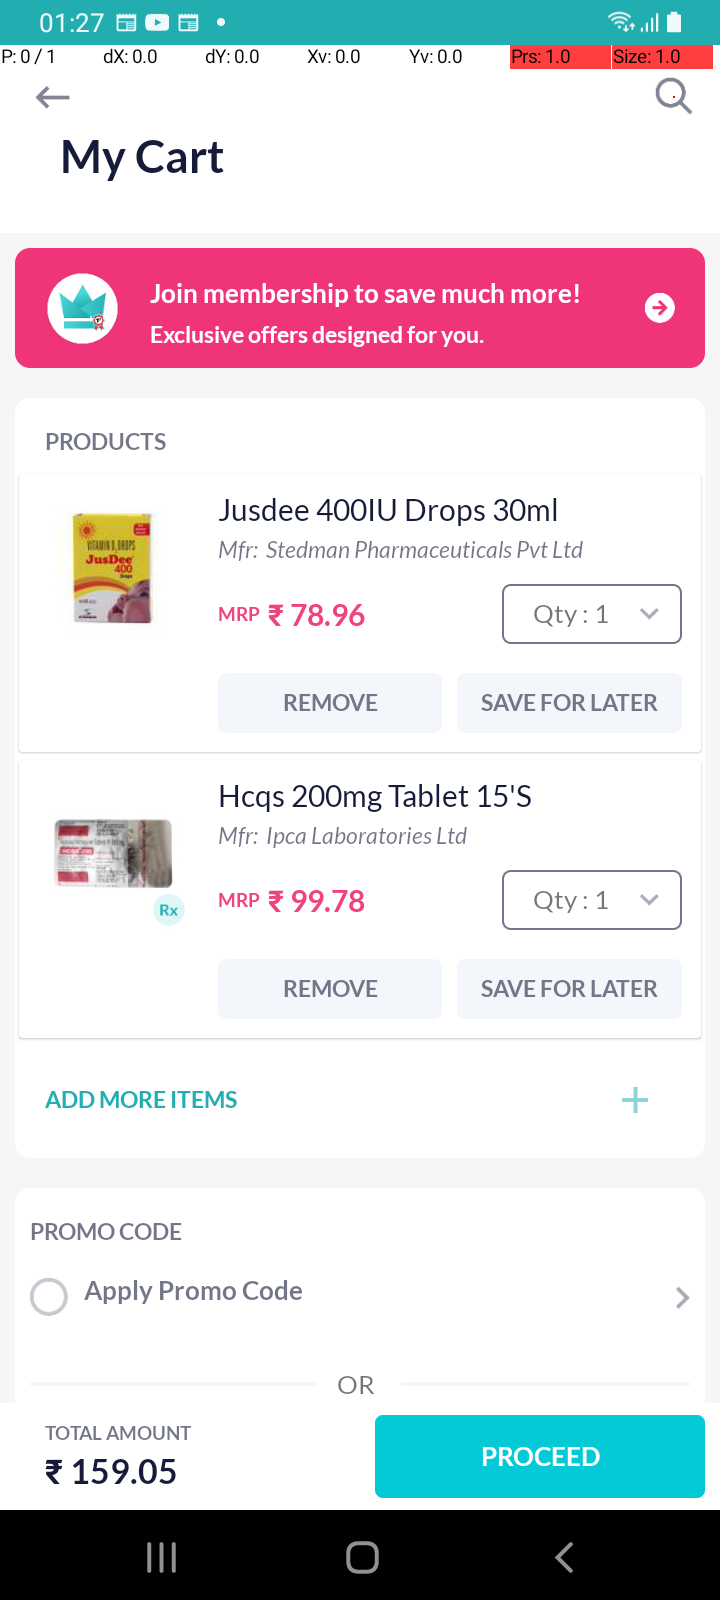 01:27
P: 0 / 1 dX: 0.0 dY: 0.0 Xv: 0.0 Yv: 0.0 Prs: 1.0 Size: 1.0
My Cart
Join membership to save much more!
Exclusive offers designed for you.
PRODUCTS
Jusdee 400IU Drops 30ml
Mfr: Stedman Pharmaceuticals Pvt Ltd
VITAMIN D3 DROPS
JusDee
400
Drops
MRP ₹ 78.96
Qty : 1
REMOVE
SAVE FOR LATER
Hcqs 200mg Tablet 15'S
Mfr: Ipca Laboratories Ltd
MRP ₹ 99.78
Qty : 1
Rx
REMOVE
SAVE FOR LATER
ADD MORE ITEMS
PROMO CODE
Apply Promo Code
OR
TOTAL AMOUNT
₹ 159.05
PROCEED